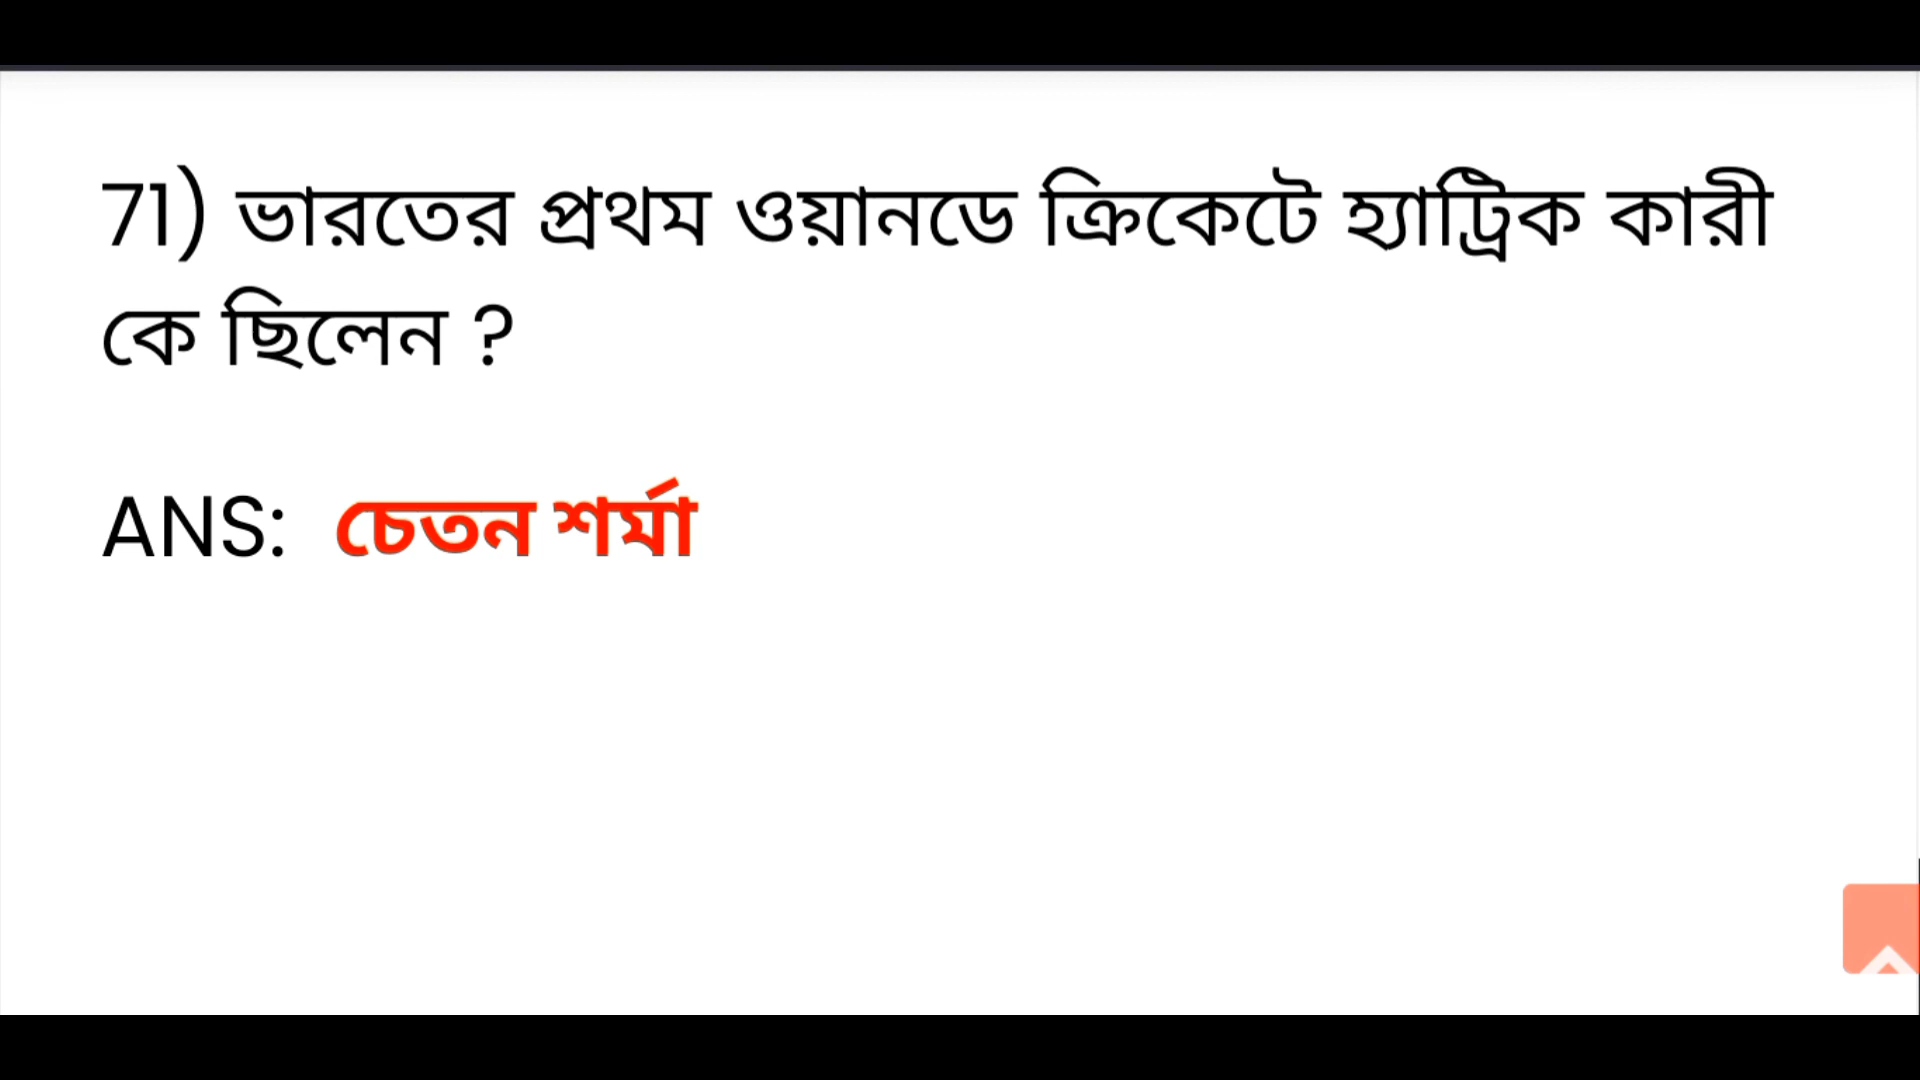 71) ভারতের প্রথম ওয়ানডে ক্রিকেটে হ্যাট্রিক কারী
কে ছিলেন ?
ANS: চেতন শর্মা